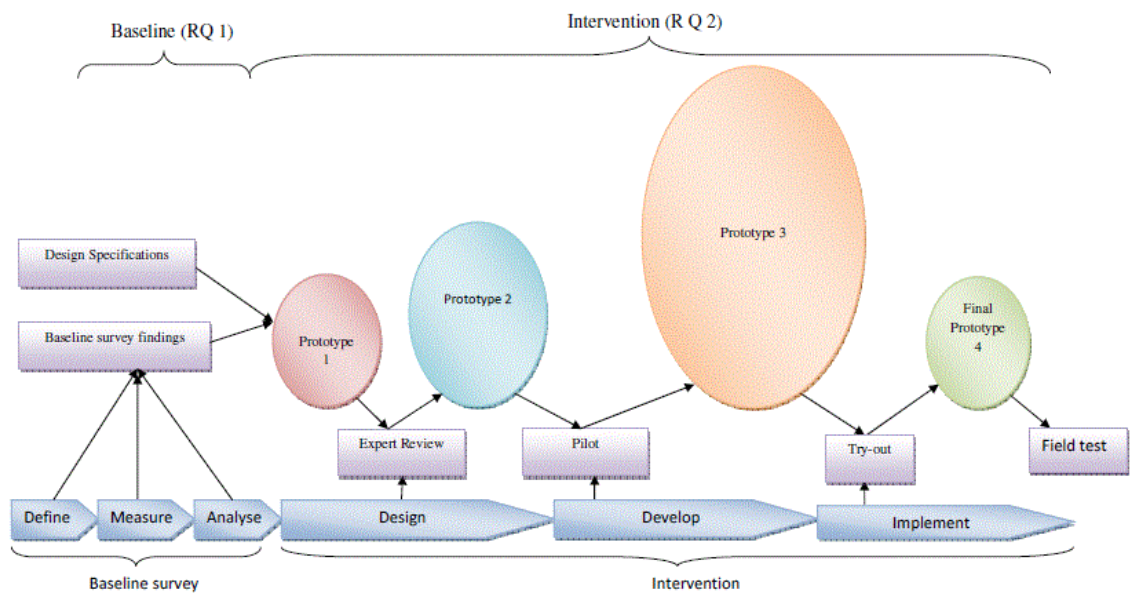 Baseline (RQ 1)
Intervention (R Q 2)
Design Specifications
Baseline survey findings
Prototype
1
Prototype 2
Prototype 3
Final
Prototype
4
Expert Review
Pilot
Try-out
Field test
Define
Measure
Analyse
Design
Develop
Implement
Baseline survey
Intervention